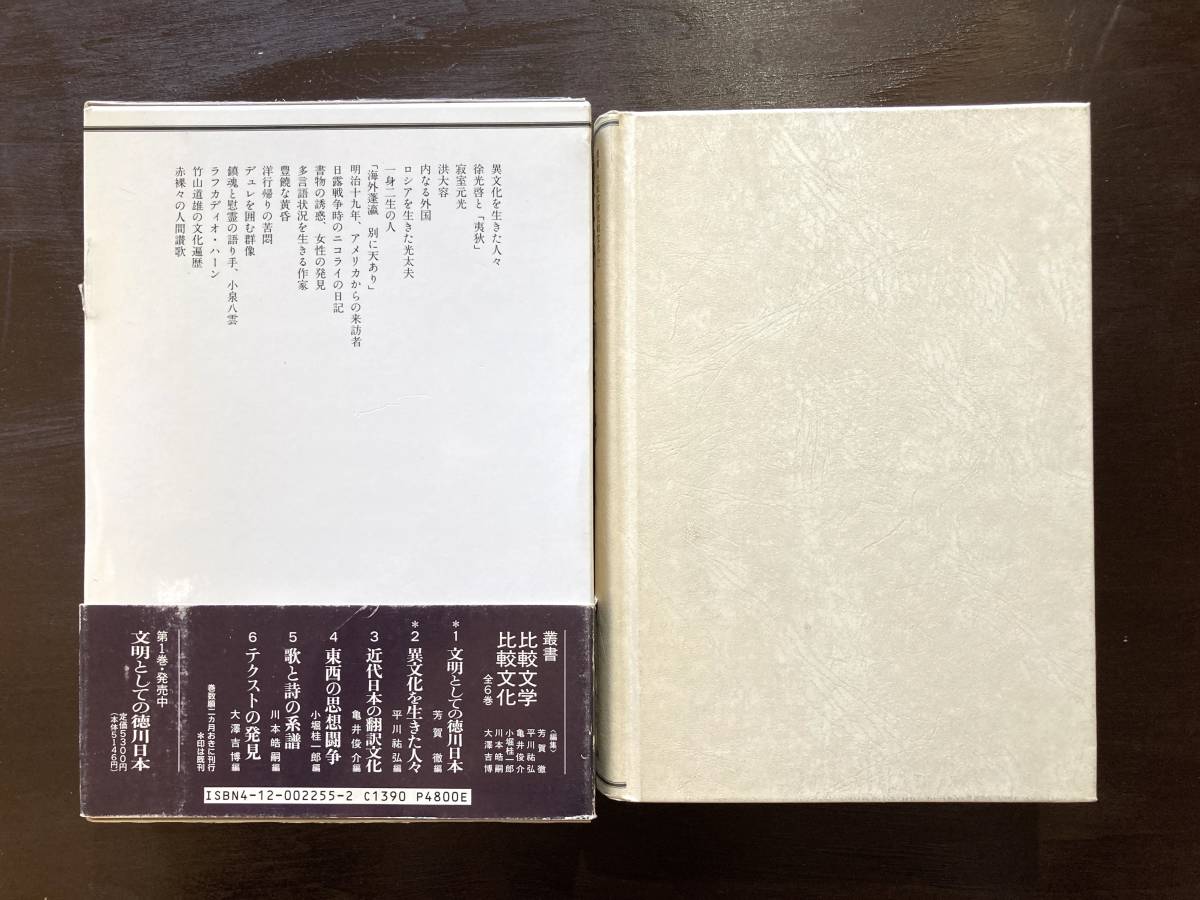 異文化を生きた人々
徐光啓と「夷狄」
寂室元光
洪大容
内なる外国
ロシアを生きた光太夫
一身二生の人
「海外蓬瀛　別に天あり」
明治十九年、アメリカからの来訪者
日露戦争時のニコライの日記
書物の誘惑、女性の発見
多言語状況を生きる作家
豊饒な黄昏
洋行帰りの苦悶
デュレを囲む群像
鎮魂と慰霊の語り手、小泉八雲
ラフカディオ・ハーン
竹山道雄の文化遍歴
赤裸々の人間讃歌
叢書
比較文学
比較文化
全6巻
〈編集〉
芳賀　徹
平川祐弘
亀井俊介
小堀桂一郎
川本皓嗣
大澤吉博
*1 文明としての徳川日本 芳賀　徹編
*2 異文化を生きた人々 平川祐弘編
3 近代日本の翻訳文化 亀井俊介編
4 東西の思想闘争 小堀桂一郎編
5 歌と詩の系譜 川本皓嗣編
6 テクストの発見 大澤吉博編
巻数順二ヵ月おきに刊行
*印は既刊
第1巻・発売中
文明としての徳川日本
定価5300円
(本体5146円)
ISBN4-12-002255-2 C1390 P4800E